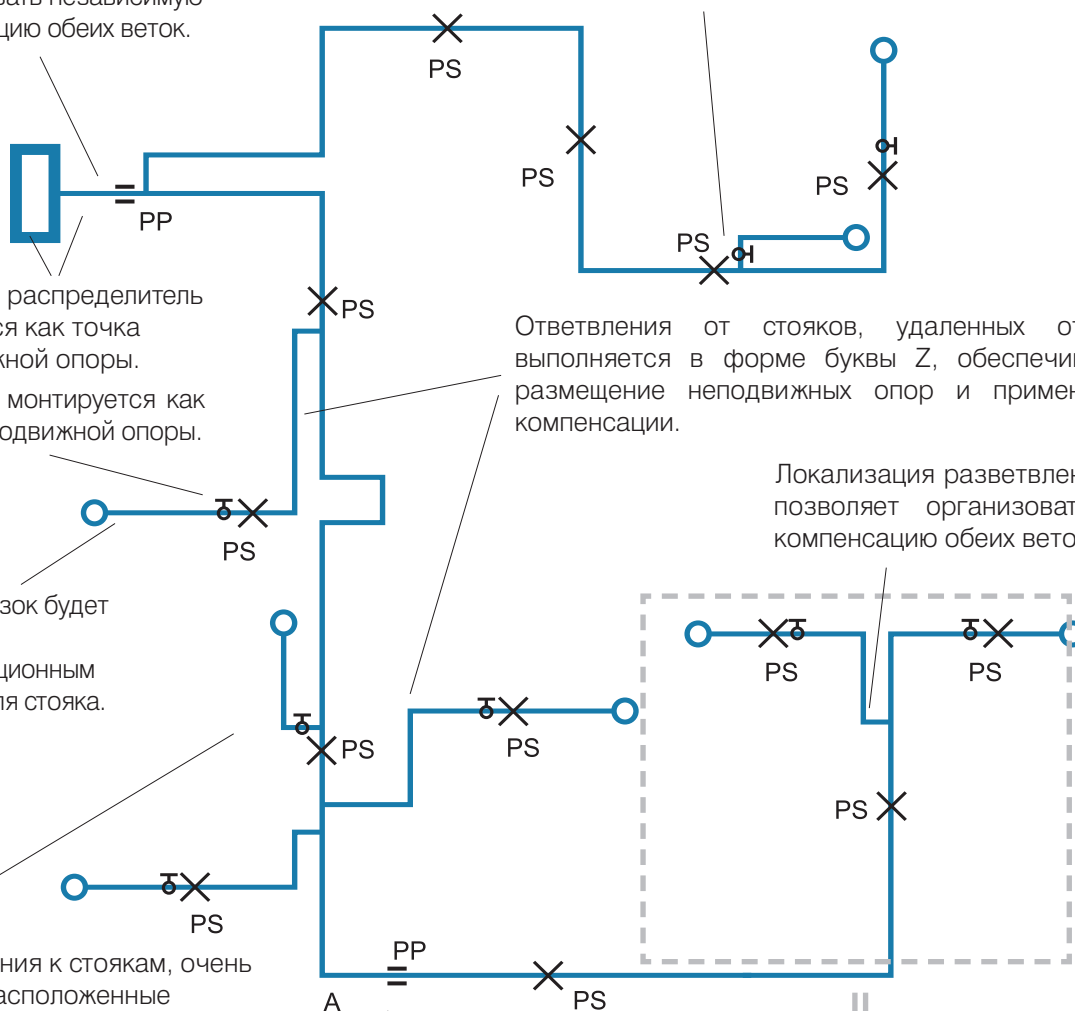 цию обеих веток.
PS
PS
PS
PP
PS
распределитель
ся как точка
жной опоры.
монтируется как
одвижной опоры.
PS
Ответвления от стояков, удаленных от
выполняется в форме буквы Z, обеспечи
размещение неподвижных опор и примен
компенсации.
Локализация разветвлен
позволяет организоват
компенсацию обеих вето
PS
зок будет
ционным
ля стояка.
PS
PS
PS
PS
PS
PS
ния к стоякам, очень
асположенные
PP
A
PS
II